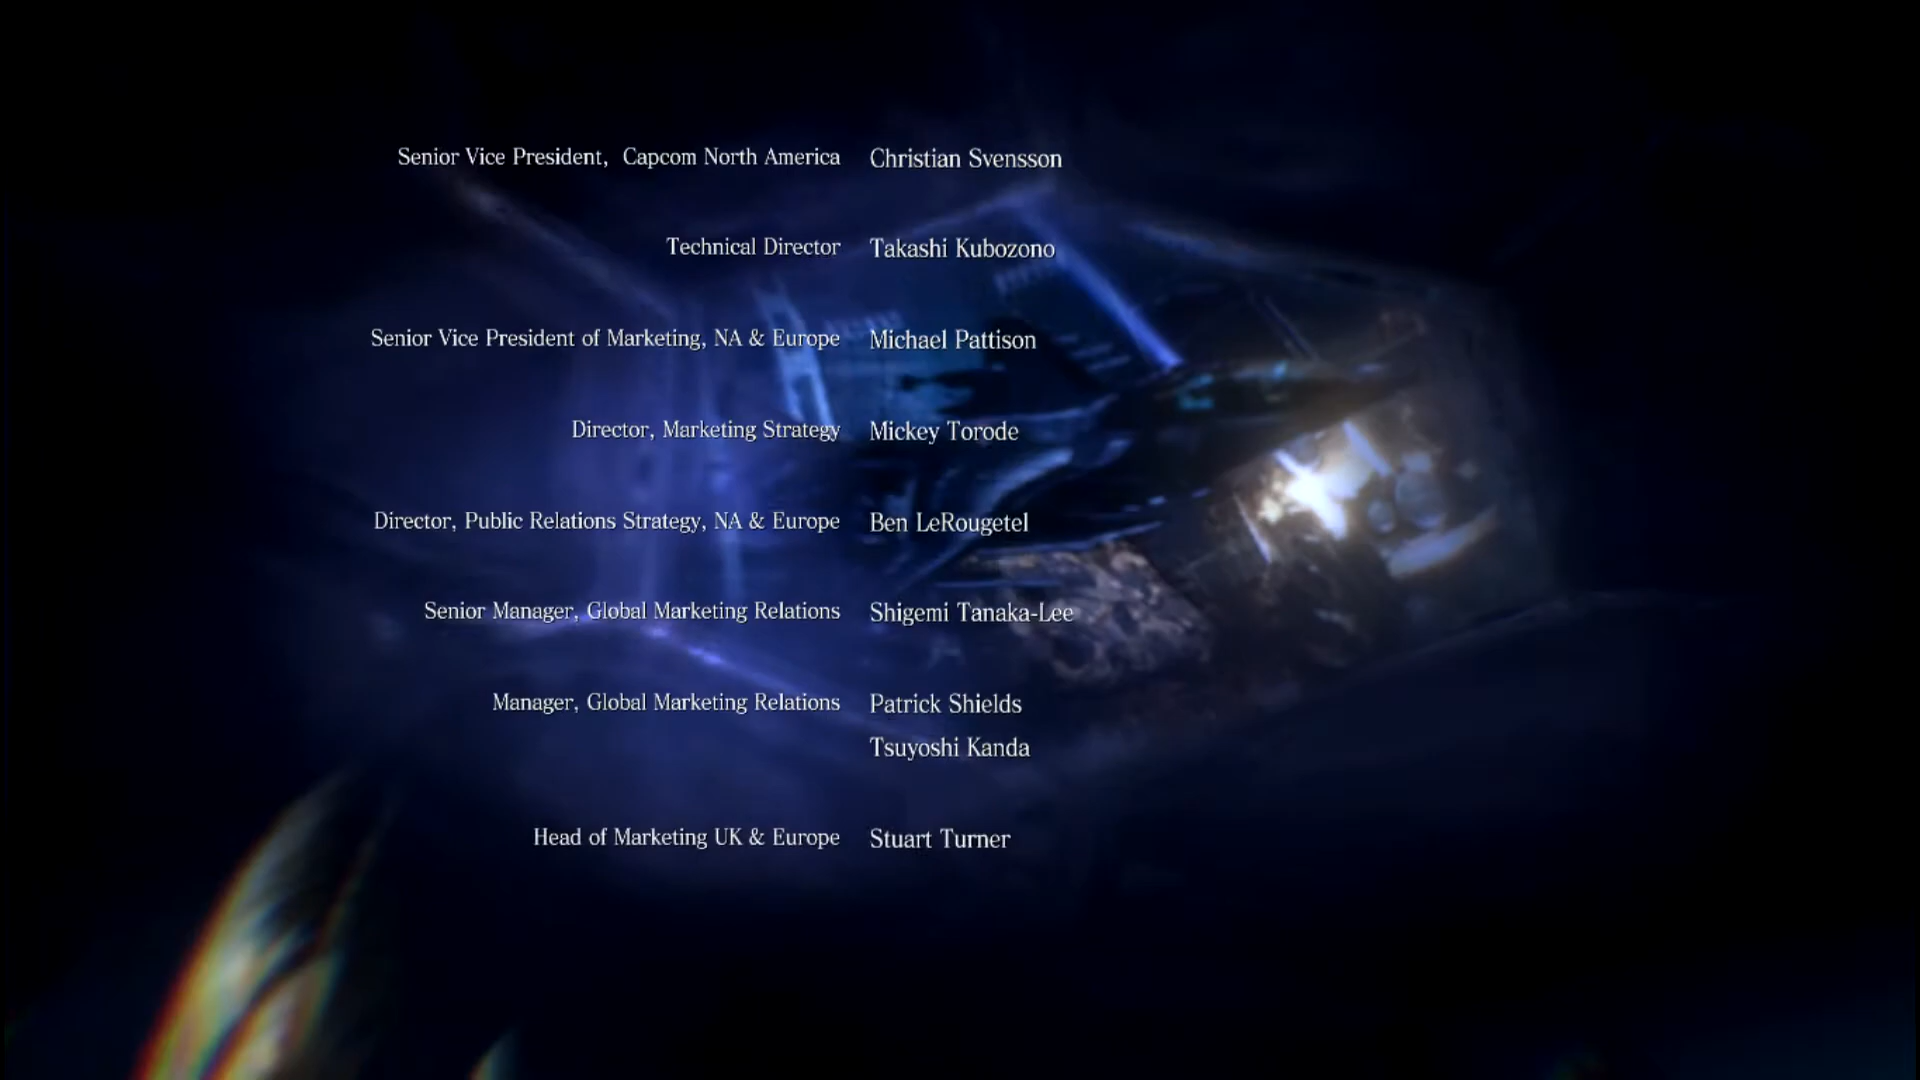 Senior Vice President,  Capcom North America Christian Svensson
Technical Director Takashi Kubozono
Senior Vice President of Marketing, NA & Europe Michael Pattison
Director, Marketing Strategy Mickey Torode
Director, Public Relations Strategy, NA & Europe Ben LeRougetel
Senior Manager, Global Marketing Relations Shigemi Tanaka-Lee
Manager, Global Marketing Relations Patrick Shields
Tsuyoshi Kanda
Head of Marketing UK & Europe Stuart Turner